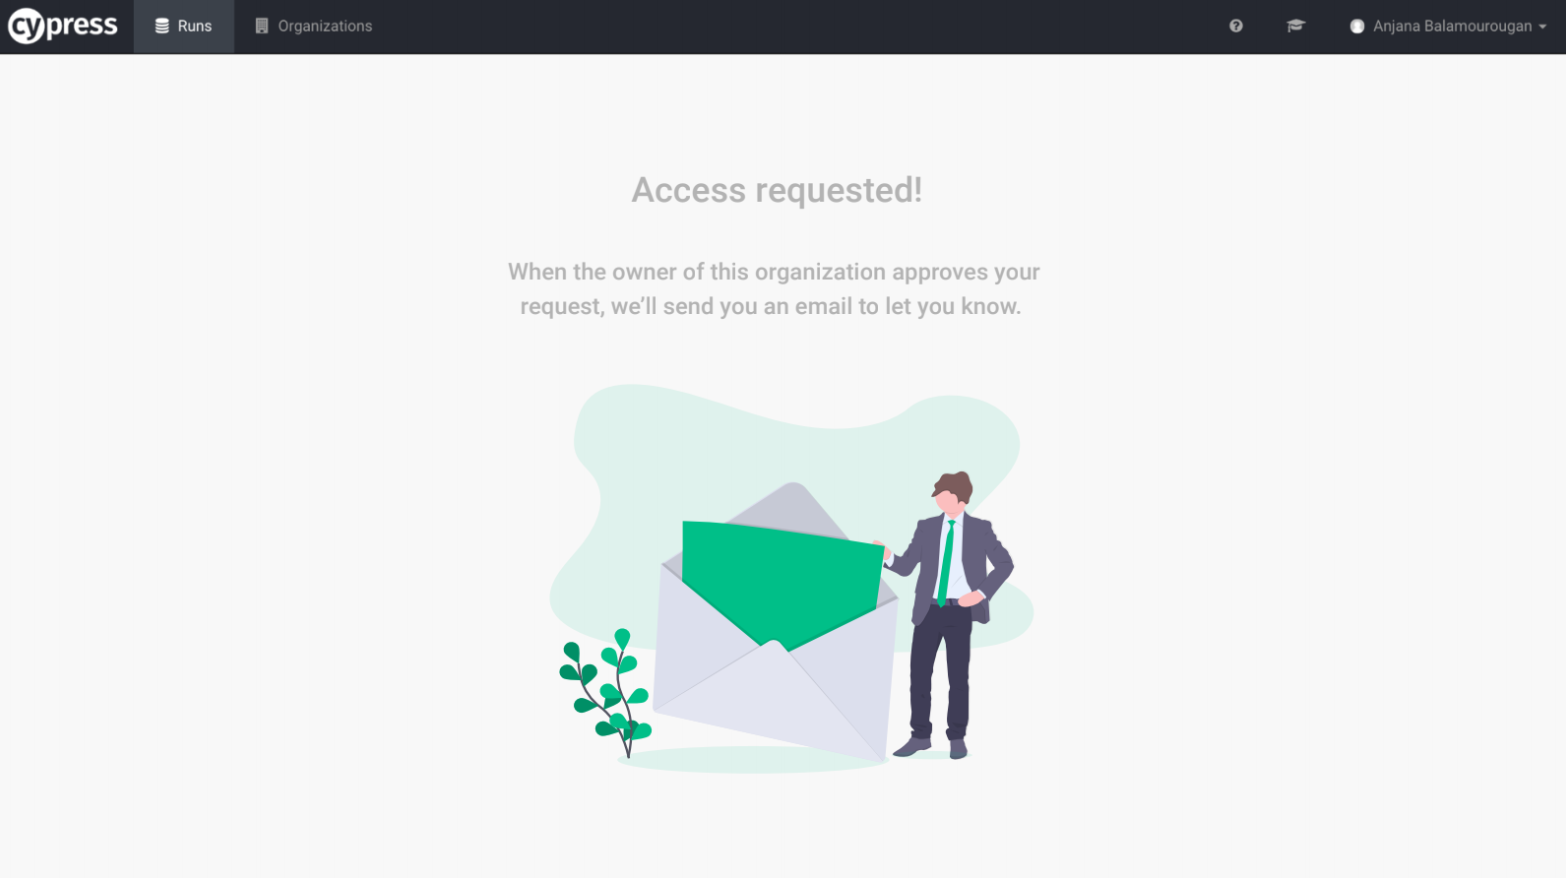 cypress
Runs
Organizations
Anjana Balamourougan
Access requested!
When the owner of this organization approves your
request, we’ll send you an email to let you know.